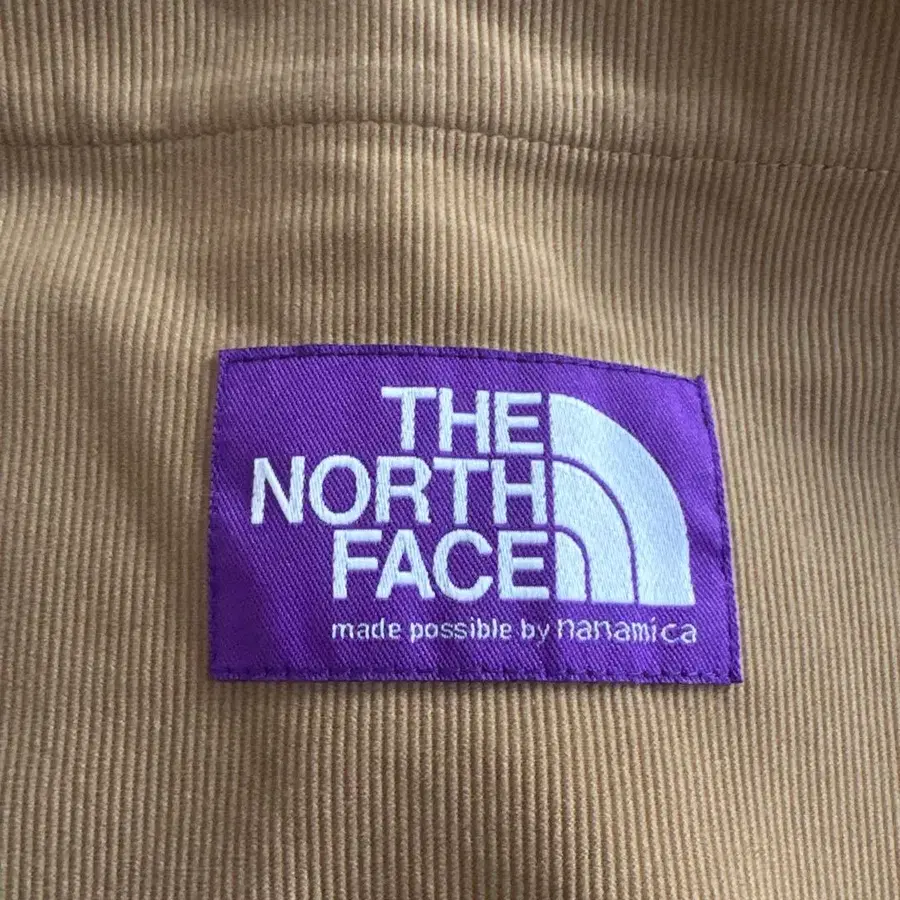 THE
NORTH
FACE
made possible by nanamica